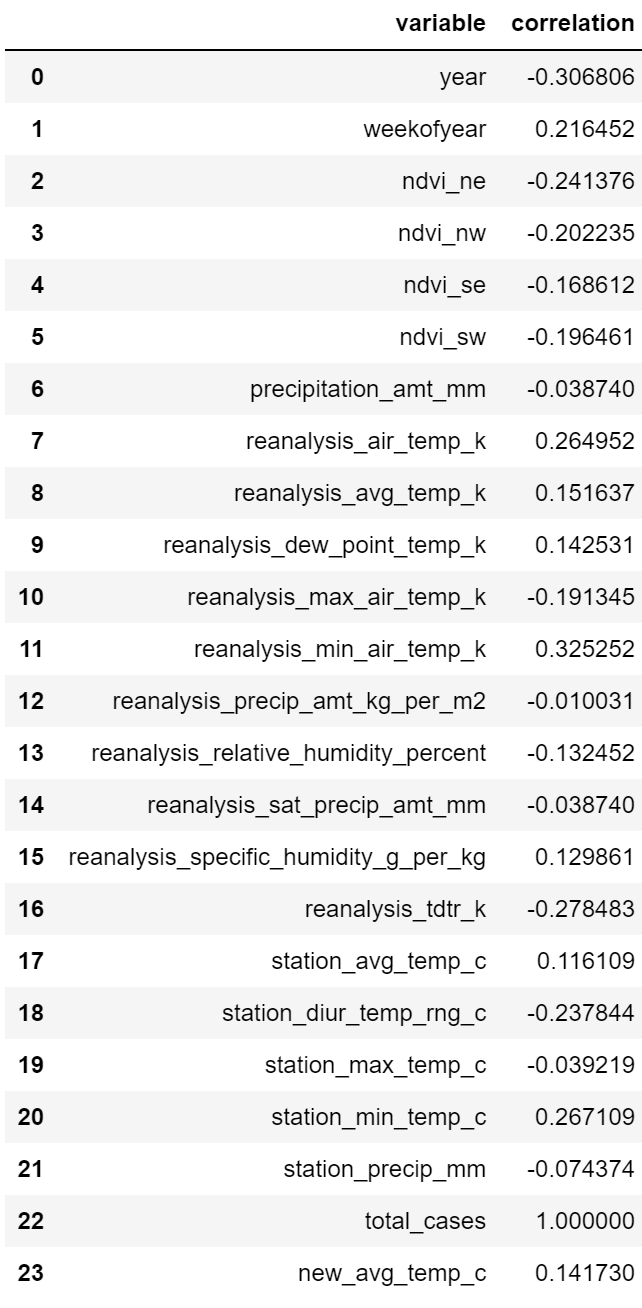 variable correlation
0 year -0.306806
1 weekofyear 0.216452
2 ndvi_ne -0.241376
3 ndvi_nw -0.202235
4 ndvi_se -0.168612
5 ndvi_sw -0.196461
6 precipitation_amt_mm -0.038740
7 reanalysis_air_temp_k 0.264952
8 reanalysis_avg_temp_k 0.151637
9 reanalysis_dew_point_temp_k 0.142531
10 reanalysis_max_air_temp_k -0.191345
11 reanalysis_min_air_temp_k 0.325252
12 reanalysis_precip_amt_kg_per_m2 -0.010031
13 reanalysis_relative_humidity_percent -0.132452
14 reanalysis_sat_precip_amt_mm -0.038740
15 reanalysis_specific_humidity_g_per_kg 0.129861
16 reanalysis_tdtr_k -0.278483
17 station_avg_temp_c 0.116109
18 station_diur_temp_rng_c -0.237844
19 station_max_temp_c -0.039219
20 station_min_temp_c 0.267109
21 station_precip_mm -0.074374
22 total_cases 1.000000
23 new_avg_temp_c 0.141730